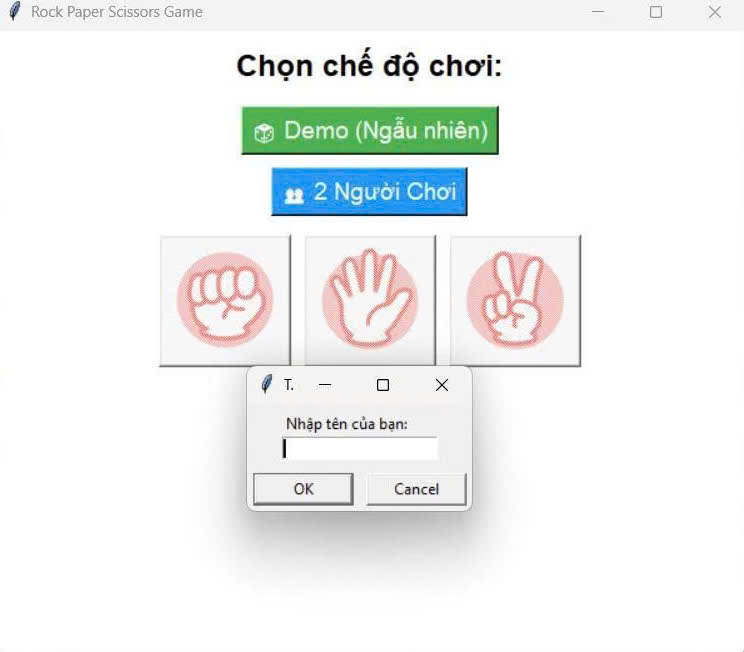 Rock Paper Scissors Game
Chọn chế độ chơi:
Demo (Ngẫu nhiên)
2 Người Chơi
T.
Nhập tên của bạn:
OK Cancel